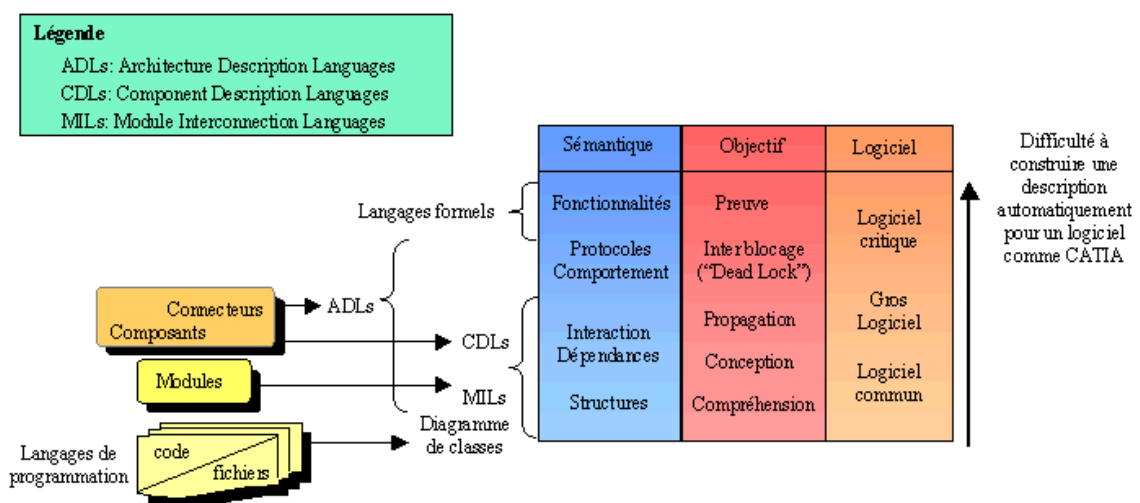 Légende
ADLs: Architecture Description Languages
CDLs: Component Description Languages
MILs: Module Interconnection Languages
Sémantique
Objectif
Logiciel
Difficulté à
construire une
description
automatiquement
pour un logiciel
comme CATIA
Langages formels
Fonctionnalités
Preuve
Logiciel
critique
Protocoles
Comportement
Interblocage
("Dead Lock")
Connecteurs
Composants
ADLs
Gros
Logiciel
CDLs
Interaction
Dépendances
Propagation
Conception
Modules
MILs
Logiciel
commun
Structures
Compréhension
Diagramme
de classes
Langages de
programmation
code
fichiers